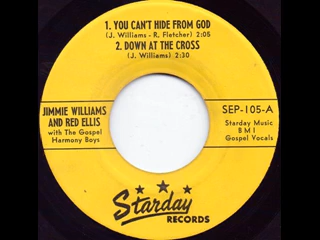 1. YOU CAN'T HIDE FROM GOD
(J. Williams - R. Fletcher) 2:05
2. DOWN AT THE CROSS
(J. Williams) 2:30
JIMMIE WILLIAMS
AND RED ELLIS
with The Gospel
Harmony Boys
SEP-105-A
Starday Music
B M I
Gospel Vocals
Starday
RECORDS